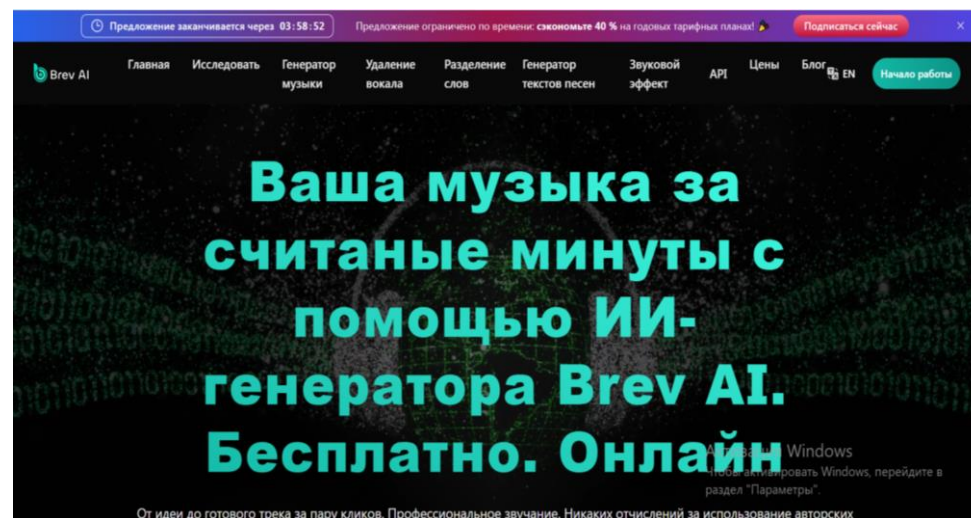 Предложение заканчивается через 03:58:52 Предложение ограничено по времени: сэкономьте 40 % на годовых тарифных планах! Подписаться сейчас ×
Brev AI Главная Исследовать Генератор музыки Удаление вокала Разделение слов Генератор текстов песен Звуковой эффект API Цены Блог EN Начало работы
Ваша музыка за
считаные минуты с
помощью ИИ-
генератора Brev AI.
Бесплатно. Онлайн
Активация Windows
Чтобы активировать Windows, перейдите в
раздел "Параметры".
От идеи до готового трека за пару кликов. Профессиональное звучание. Никаких отчислений за использование авторских